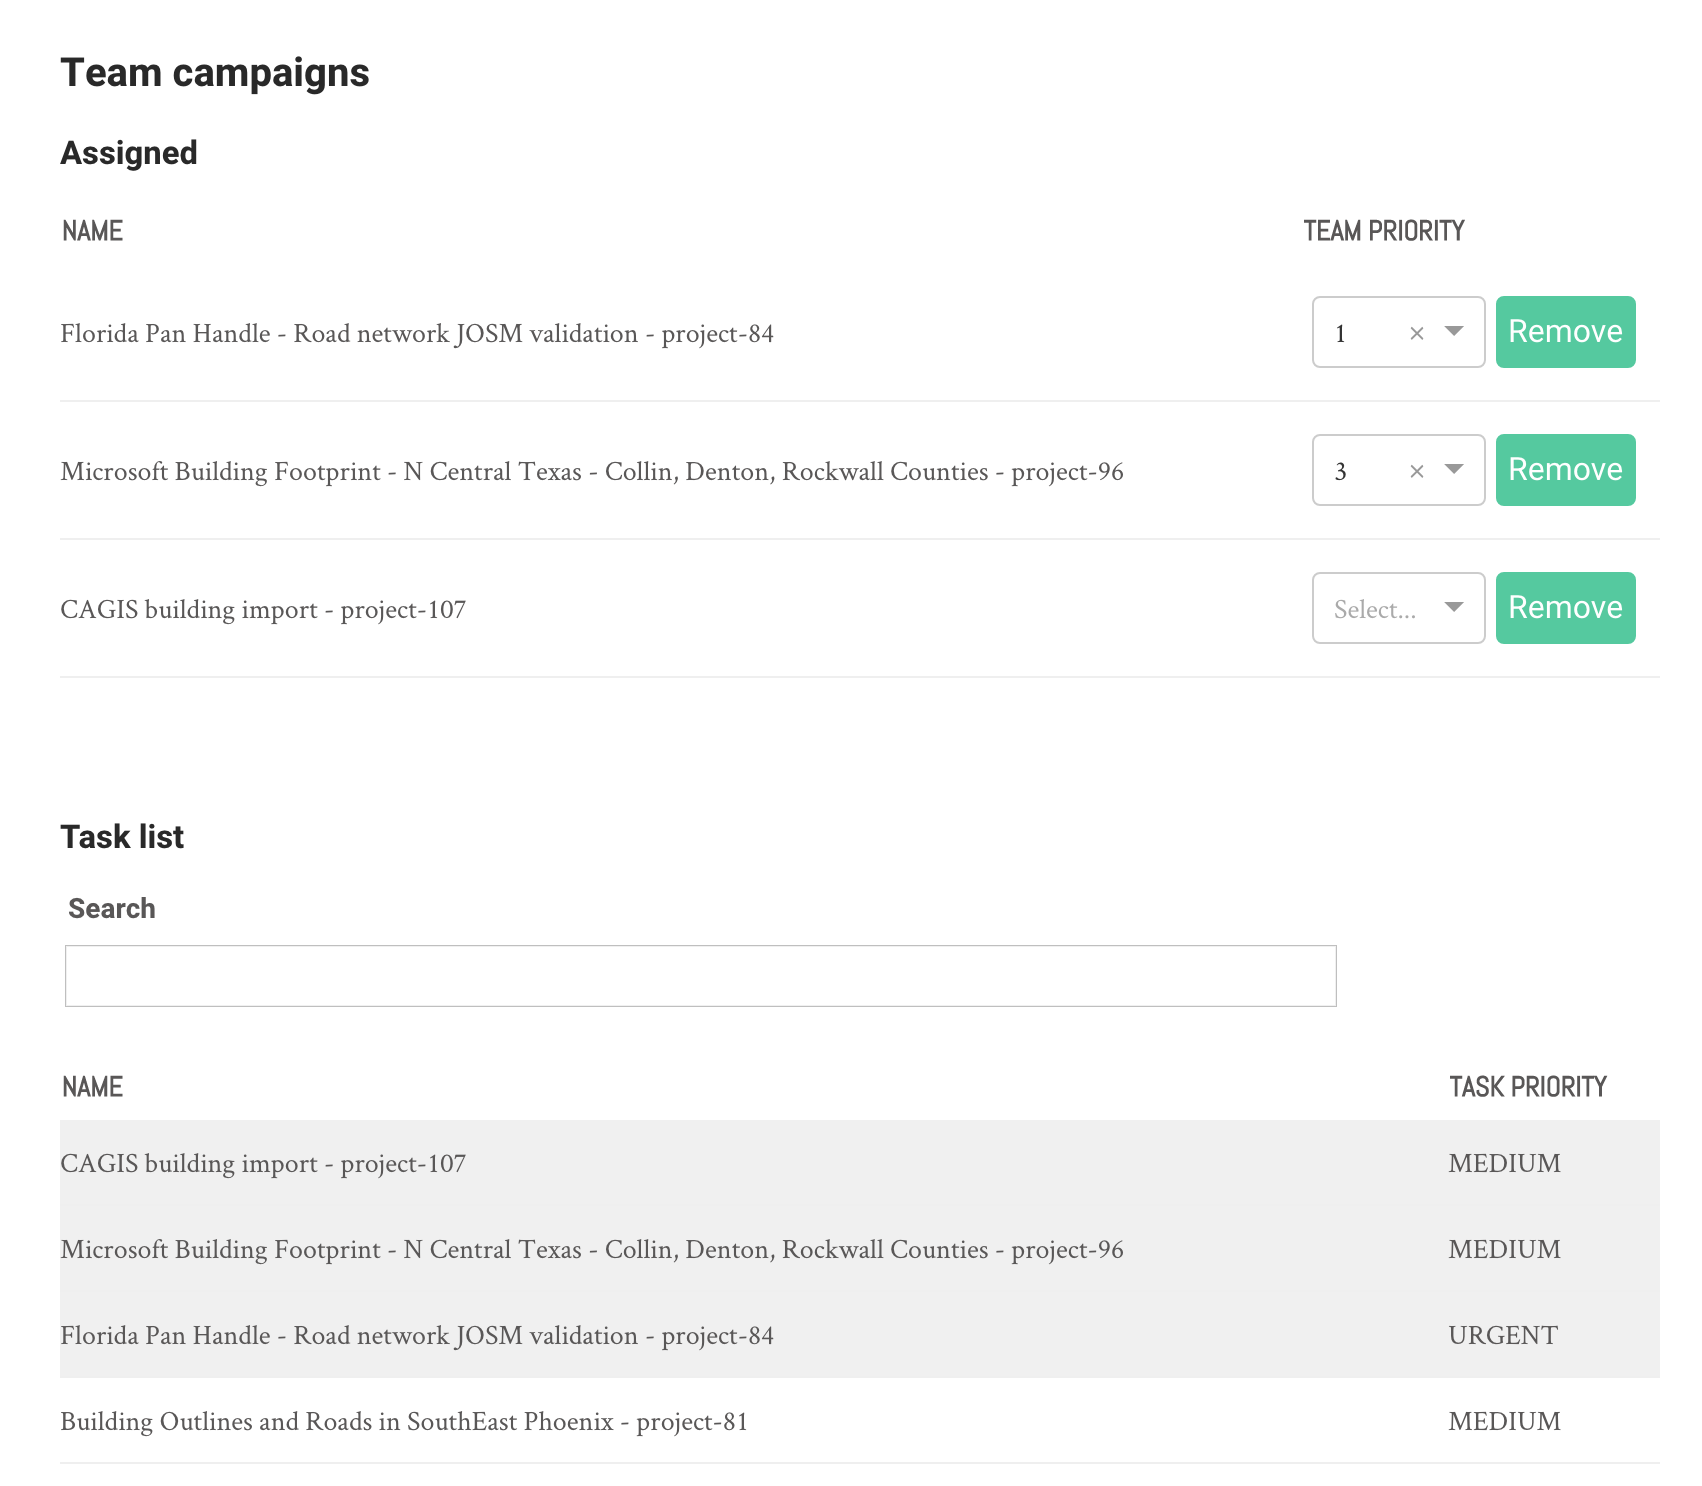 Team campaigns
Assigned
NAME TEAM PRIORITY
Florida Pan Handle - Road network JOSM validation - project-84 1 × Remove
Microsoft Building Footprint - N Central Texas - Collin, Denton, Rockwall Counties - project-96 3 × Remove
CAGIS building import - project-107 Select... Remove
Task list
Search
NAME TASK PRIORITY
CAGIS building import - project-107 MEDIUM
Microsoft Building Footprint - N Central Texas - Collin, Denton, Rockwall Counties - project-96 MEDIUM
Florida Pan Handle - Road network JOSM validation - project-84 URGENT
Building Outlines and Roads in SouthEast Phoenix - project-81 MEDIUM